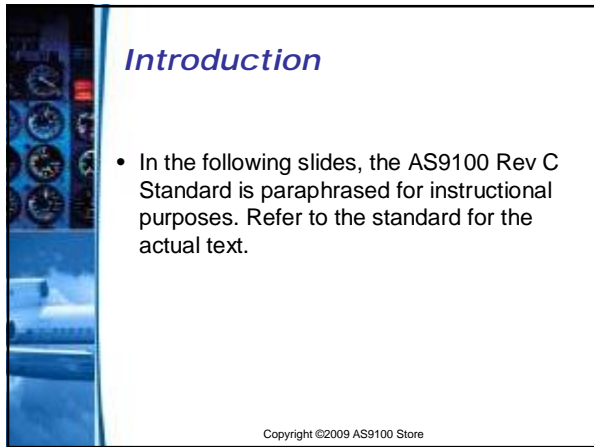 Introduction
• In the following slides, the AS9100 Rev C
Standard is paraphrased for instructional
purposes. Refer to the standard for the
actual text.
Copyright ©2009 AS9100 Store